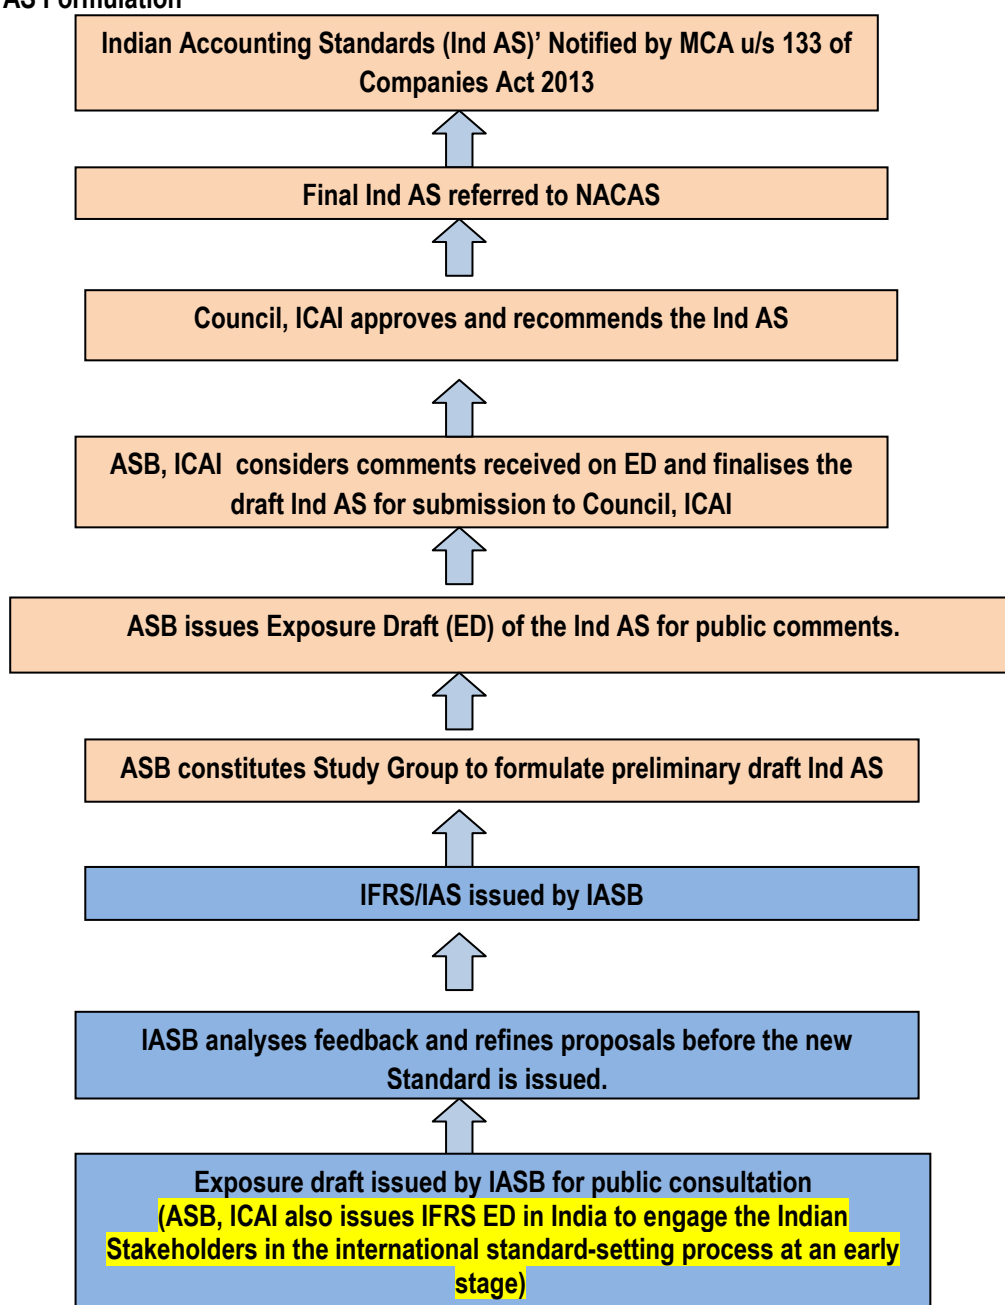 AS Formulation
Indian Accounting Standards (Ind AS)’ Notified by MCA u/s 133 of
Companies Act 2013
Final Ind AS referred to NACAS
Council, ICAI approves and recommends the Ind AS
ASB, ICAI considers comments received on ED and finalises the
draft Ind AS for submission to Council, ICAI
ASB issues Exposure Draft (ED) of the Ind AS for public comments.
ASB constitutes Study Group to formulate preliminary draft Ind AS
IFRS/IAS issued by IASB
IASB analyses feedback and refines proposals before the new
Standard is issued.
Exposure draft issued by IASB for public consultation
(ASB, ICAI also issues IFRS ED in India to engage the Indian
Stakeholders in the international standard-setting process at an early
stage)